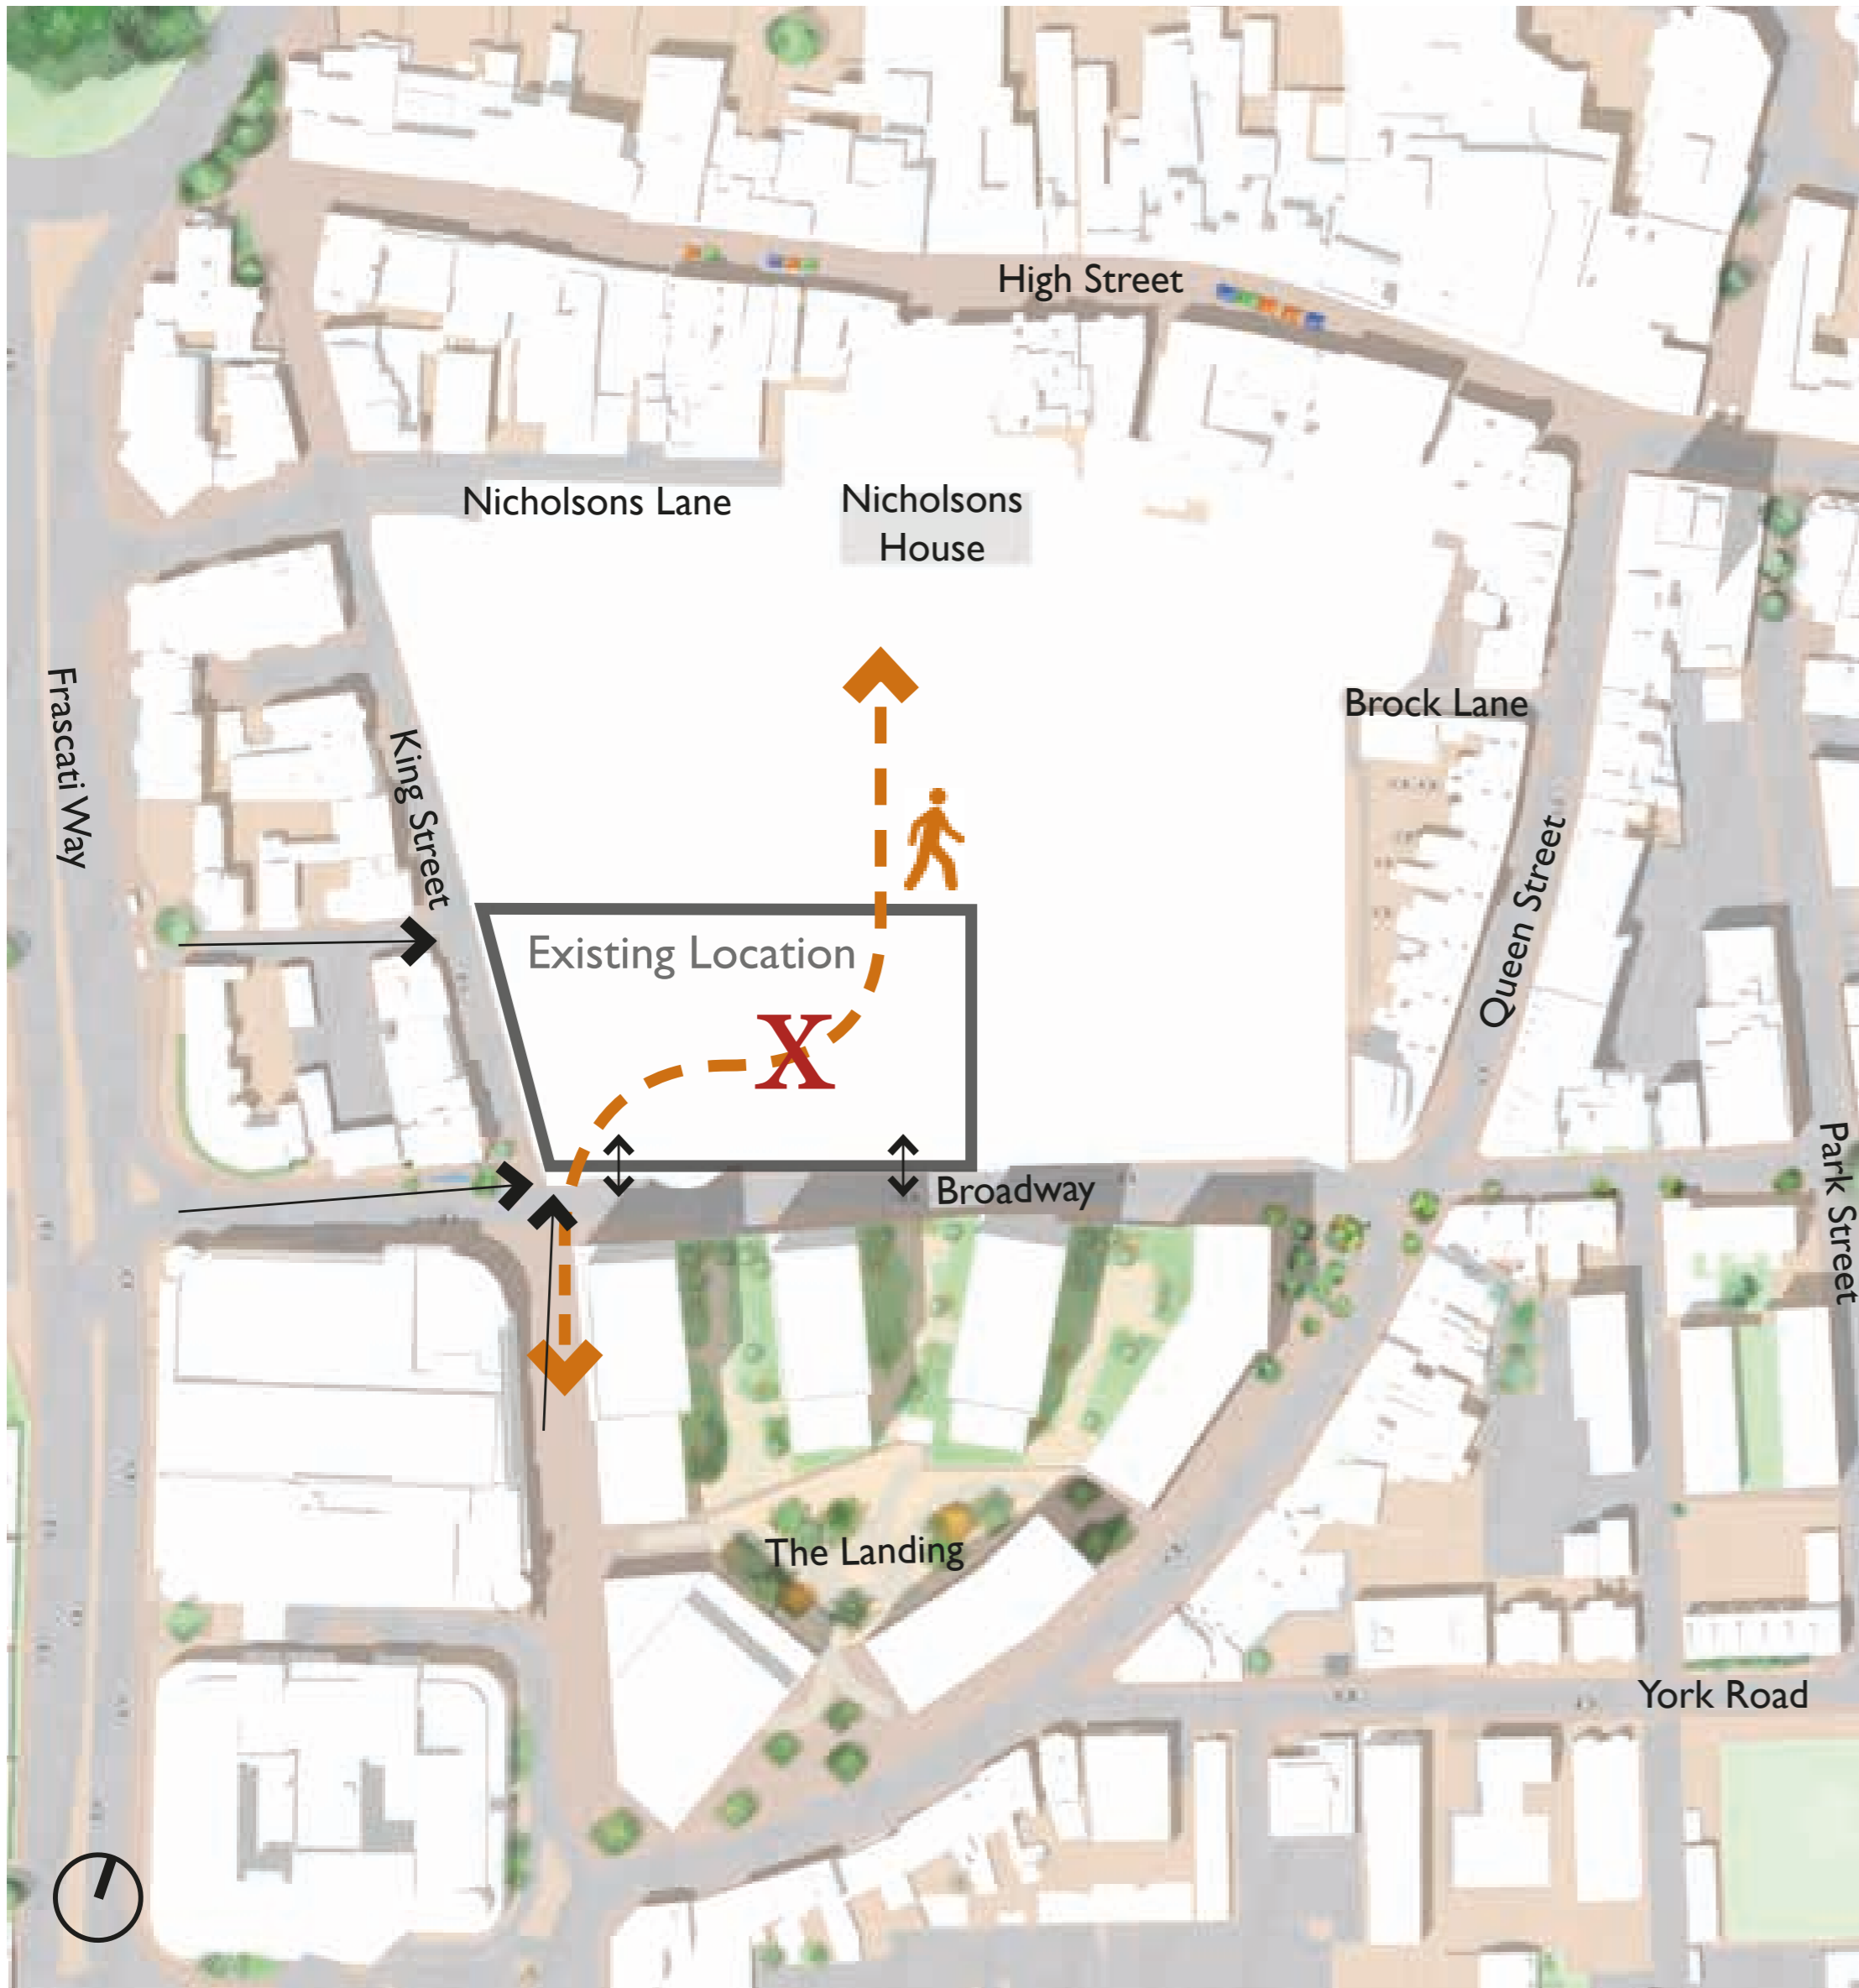 High Street
Nicholsons Lane
Nicholsons
House
Frascati Way
King Street
Brock Lane
Queen Street
Existing Location
X
Broadway
Park Street
The Landing
York Road